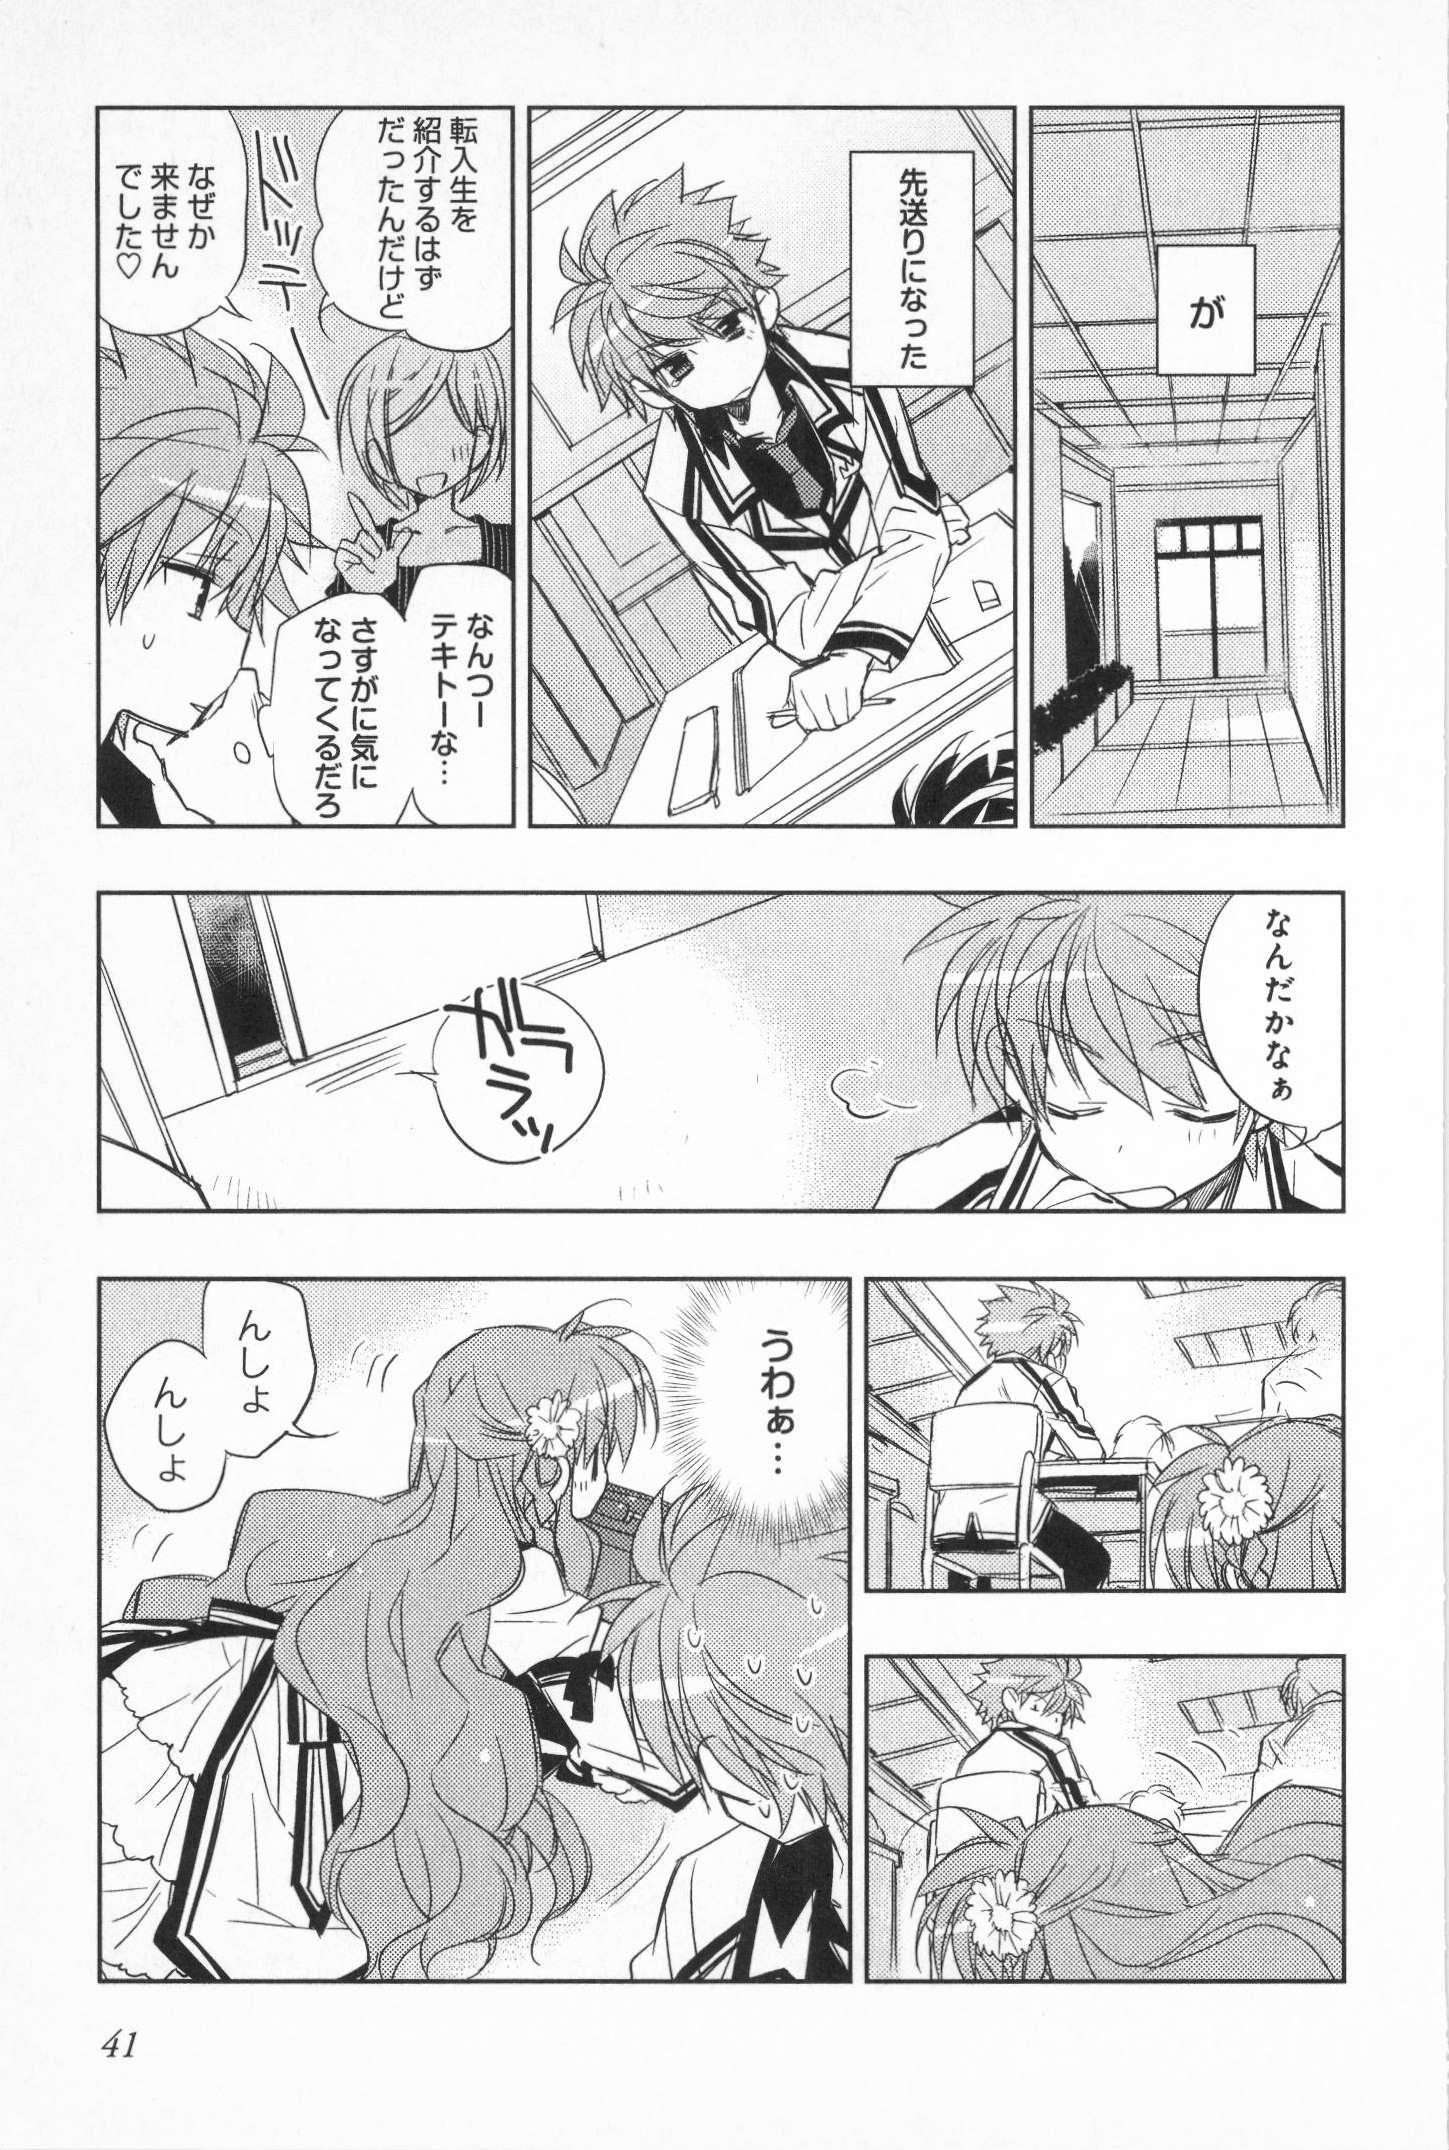 が
先送りになった
転入生を
紹介するはず
だったんだけど
なぜか
来ません
でした♡
ドッテーーー
なんつー
テキトーな…
さすがに気に
なってくるだろ
なんだかなぁ
ガラ
ラッ
うわぁ…
んしょ
んしょ
41